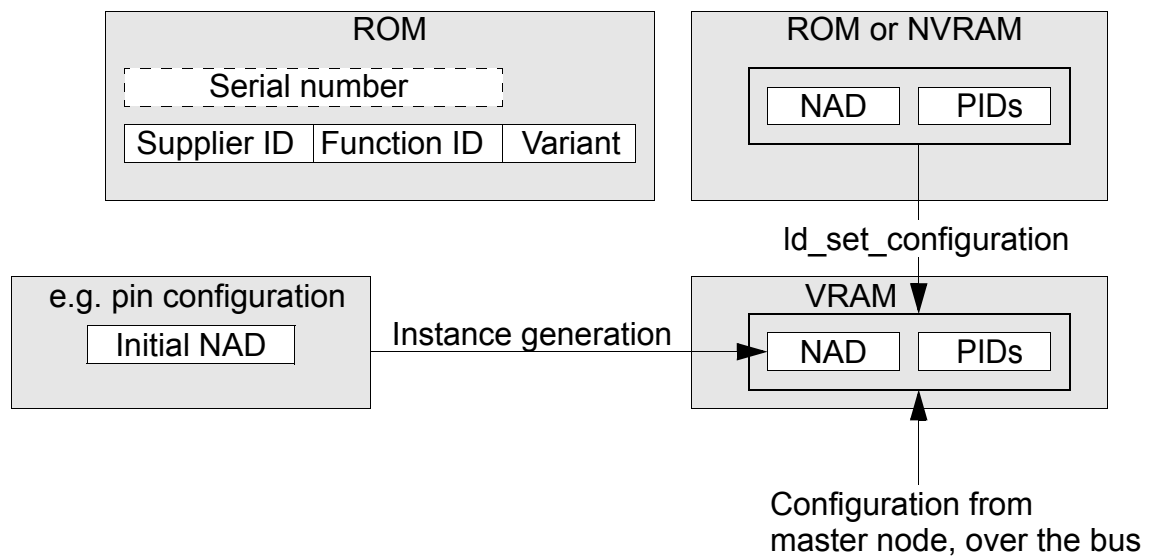 ROM
Serial number
Supplier ID Function ID Variant
ROM or NVRAM
NAD PIDs
ld_set_configuration
e.g. pin configuration
Initial NAD
Instance generation
VRAM
NAD PIDs
Configuration from
master node, over the bus